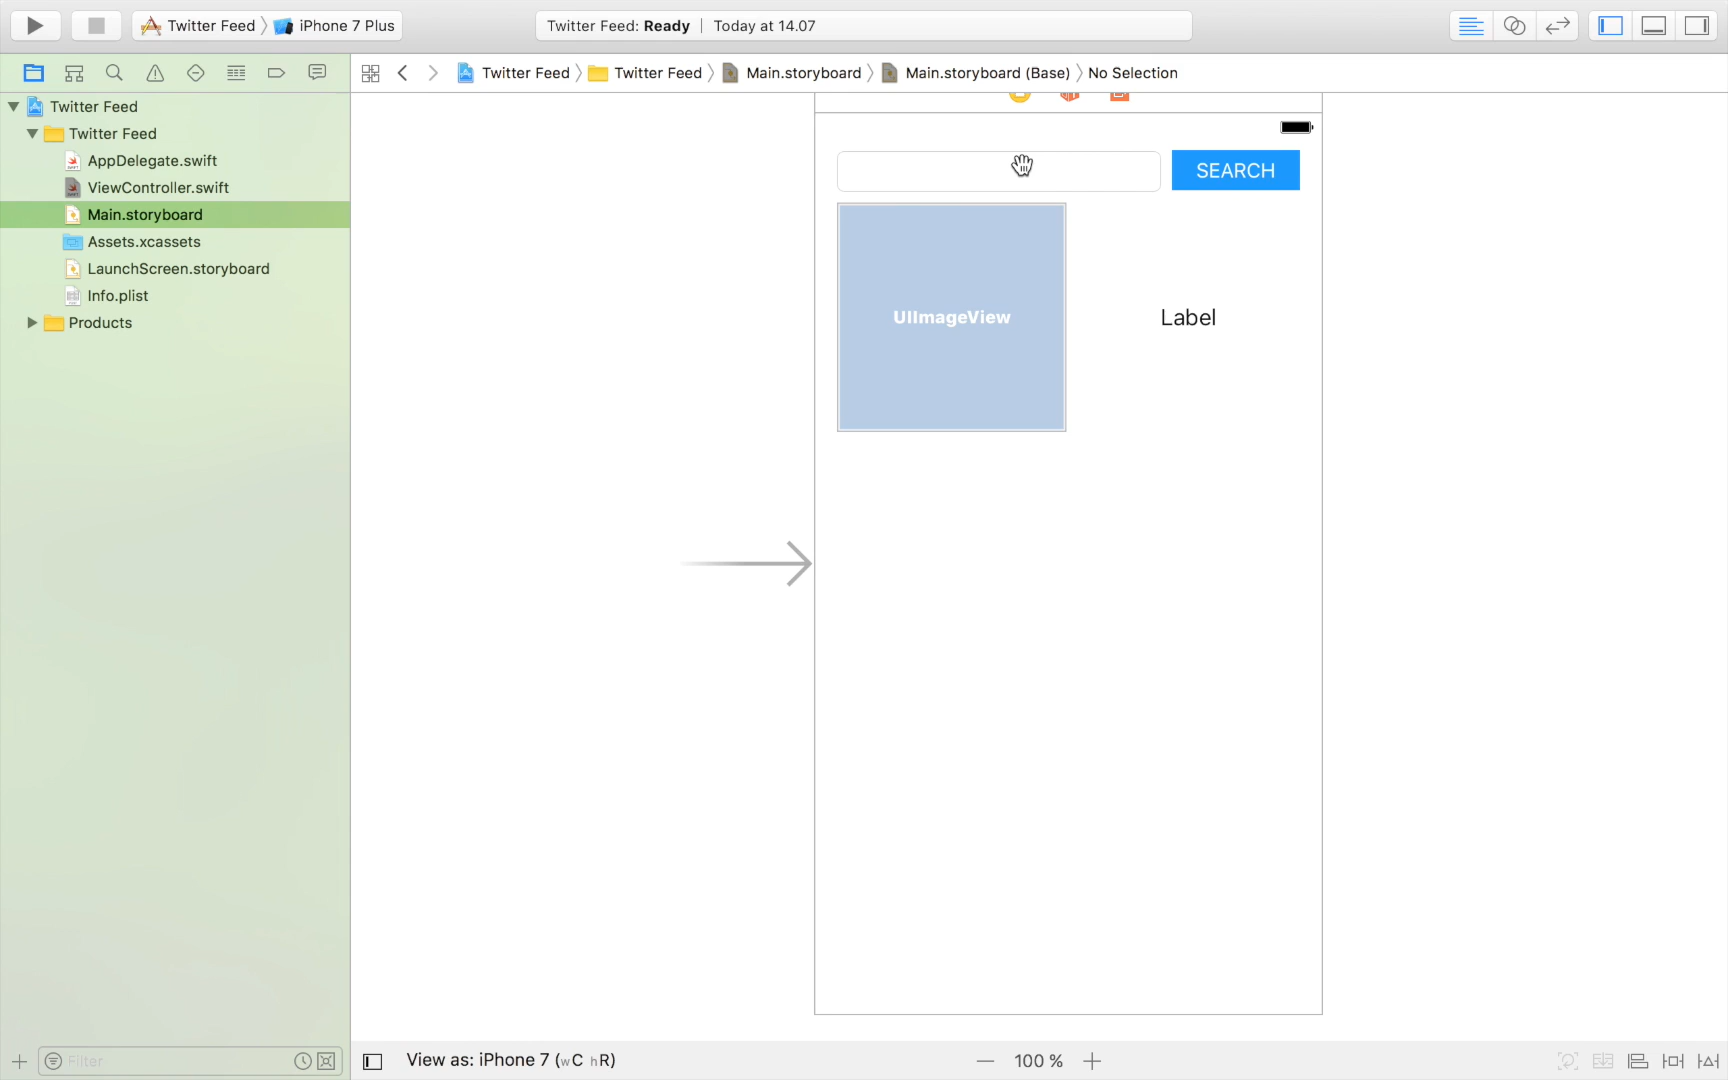 Twitter Feed
iPhone 7 Plus
Twitter Feed: Ready | Today at 14.07
Twitter Feed
Twitter Feed
Main.storyboard
Main.storyboard (Base)
No Selection
Twitter Feed
Twitter Feed
AppDelegate.swift
ViewController.swift
Main.storyboard
Assets.xcassets
LaunchScreen.storyboard
Info.plist
Products
SEARCH
UIImageView
Label
Filter
View as: iPhone 7 (wC hR)
100 %